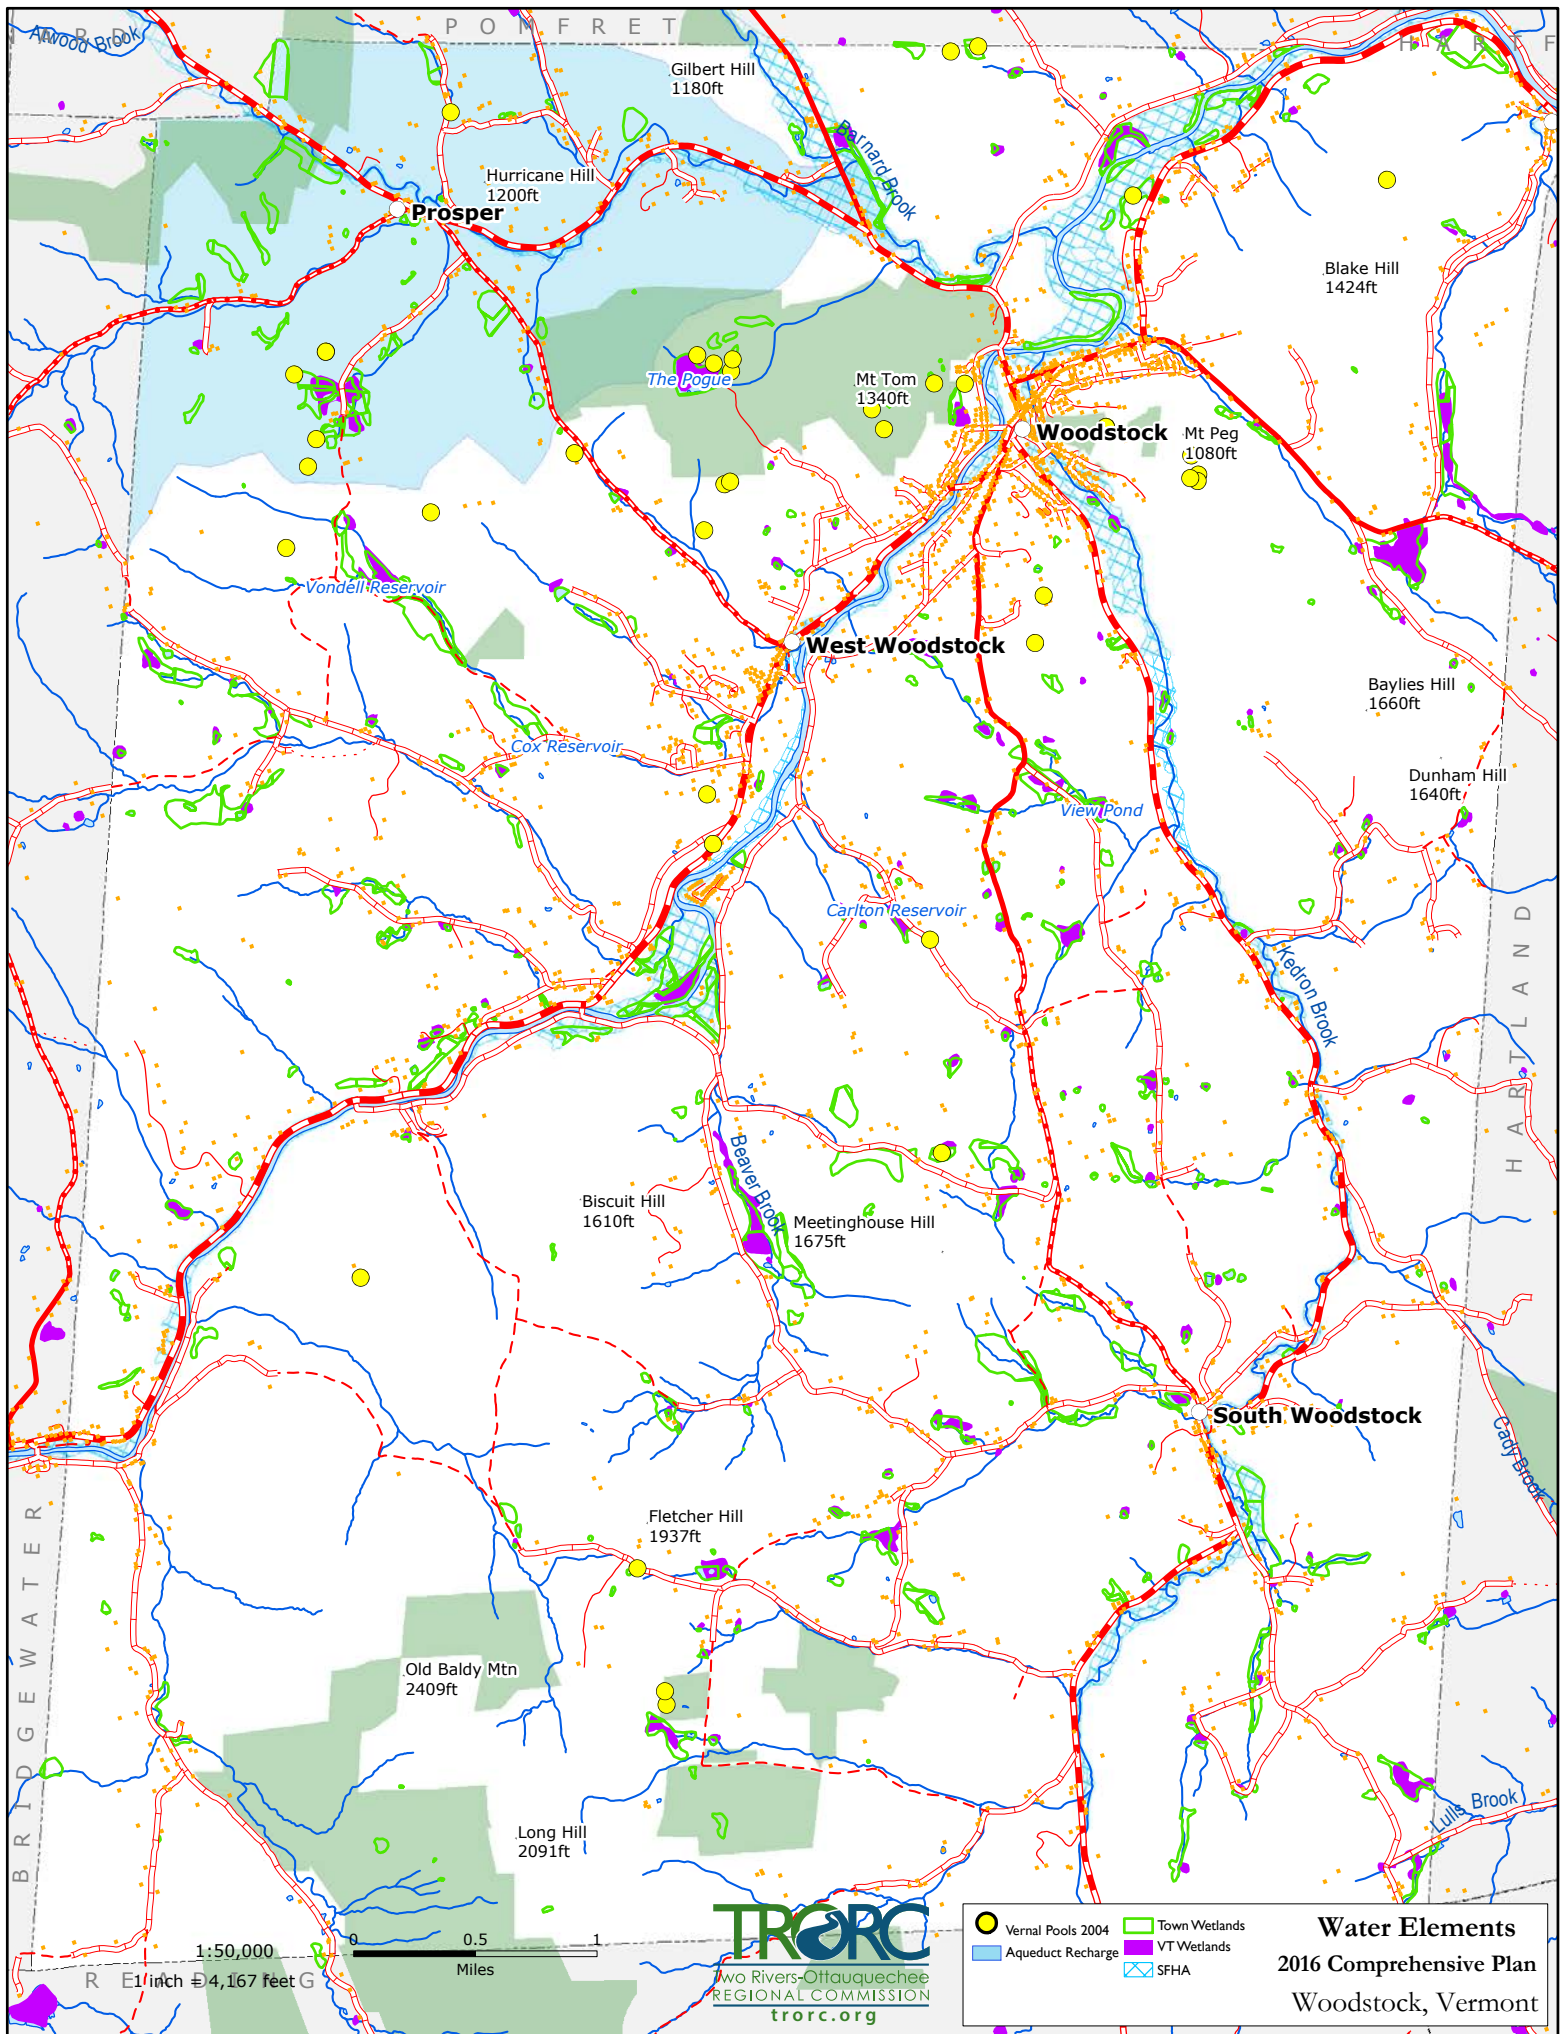 POMFRET
HARTF
Atwood Brook
Gilbert Hill
1180ft
Barnard Brook
Hurricane Hill
1200ft
Prosper
Blake Hill
1424ft
The Pogue
Mt Tom
1340ft
Woodstock
Mt Peg
1080ft
Vondell Reservoir
West Woodstock
Baylies Hill
1660ft
Cox Reservoir
Dunham Hill
1640ft
View Pond
Carlton Reservoir
Kedron Brook
HARTLAND
Beaver Brook
Biscuit Hill
1610ft
Meetinghouse Hill
1675ft
South Woodstock
Cady Brook
Fletcher Hill
1937ft
BRIDGEWATER
Old Baldy Mtn
2409ft
Long Hill
2091ft
Lulls Brook
READING
1:50,000
1 inch = 4,167 feet
0 0.5 1
Miles
TRORC
Two Rivers-Ottauquechee
REGIONAL COMMISSION
trorc.org
Vernal Pools 2004
Aqueduct Recharge
Town Wetlands
VT Wetlands
SFHA
Water Elements
2016 Comprehensive Plan
Woodstock, Vermont